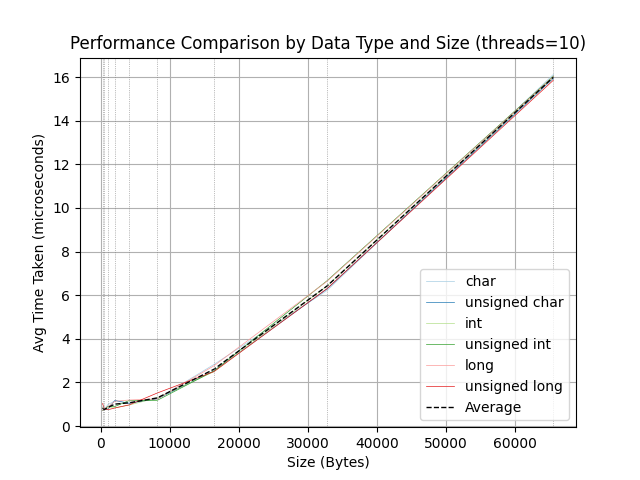 Performance Comparison by Data Type and Size (threads=10)
16
14
12
10
8
6
4
2
0
Avg Time Taken (microseconds)
char
unsigned char
int
unsigned int
long
unsigned long
Average
0 10000 20000 30000 40000 50000 60000
Size (Bytes)